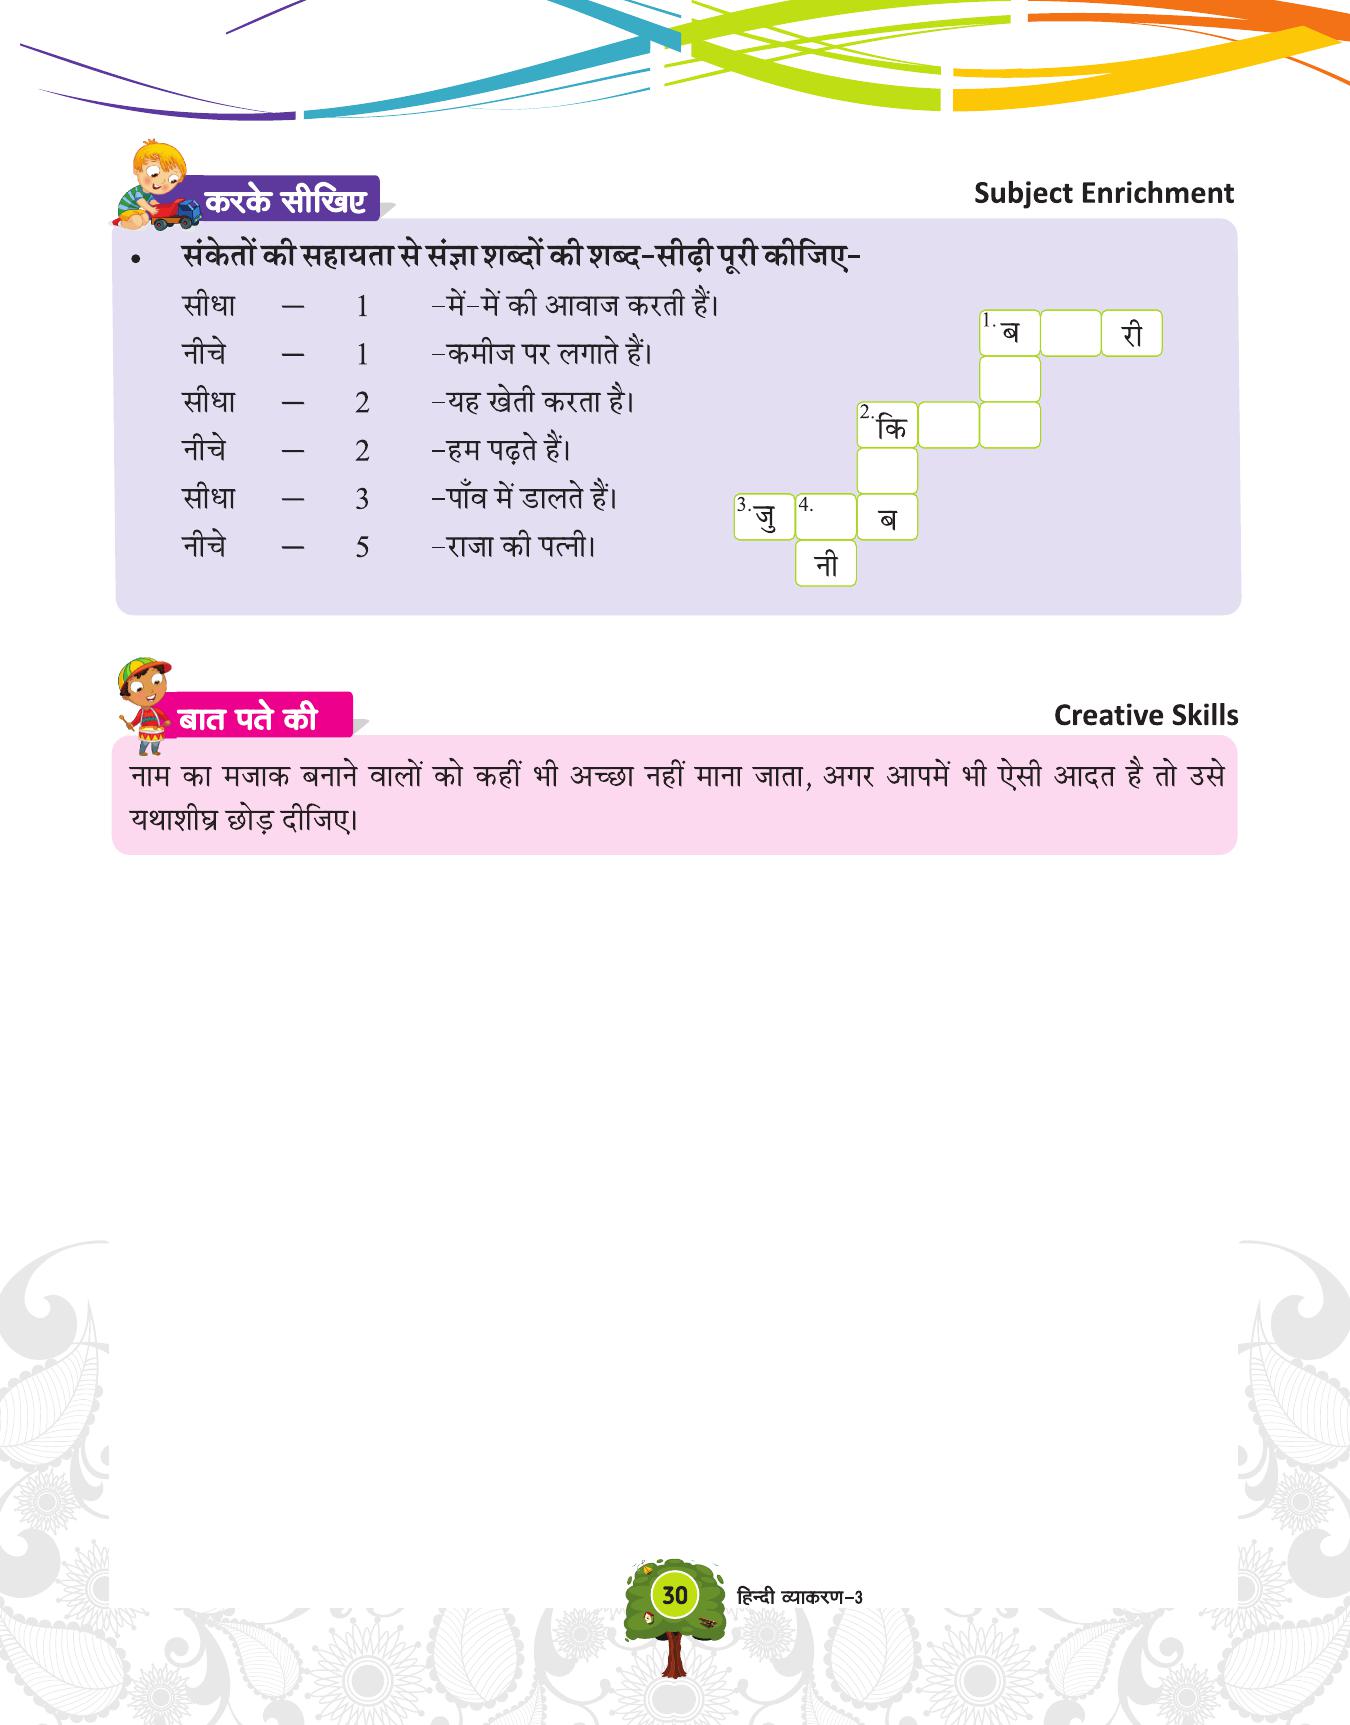 करके सीखिए
Subject Enrichment
• संकेतों की सहायता से संज्ञा शब्दों की शब्द-सीढ़ी पूरी कीजिए-
सीधा — 1 -में-में की आवाज करती हैं।
नीचे — 1 -कमीज पर लगाते हैं।
सीधा — 2 -यह खेती करता है।
नीचे — 2 -हम पढ़ते हैं।
सीधा — 3 -पाँव में डालते हैं।
नीचे — 5 -राजा की पत्नी।
1. ब री
2. कि
3. जु 4. ब
नी
बात पते की
Creative Skills
नाम का मजाक बनाने वालों को कहीं भी अच्छा नहीं माना जाता, अगर आपमें भी ऐसी आदत है तो उसे
यथाशीघ्र छोड़ दीजिए।
30 हिन्दी व्याकरण-3